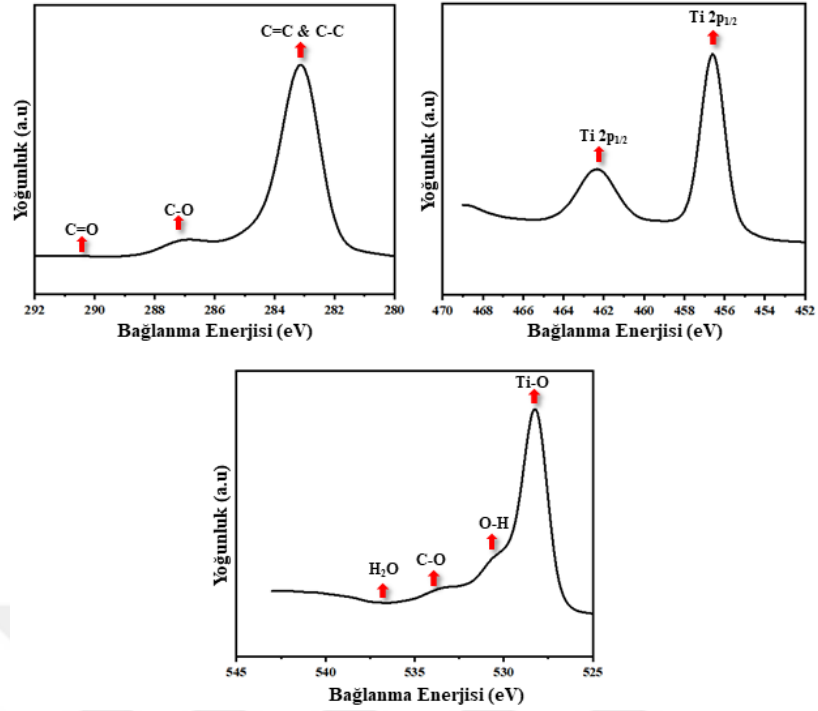 C=C & C-C
C-O
C=O
Yoğunluk (a.u)
292 290 288 286 284 282 280
Bağlanma Enerjisi (eV)
Ti 2p1/2
Ti 2p1/2
Yoğunluk (a.u)
470 468 466 464 462 460 458 456 454 452
Bağlanma Enerjisi (eV)
Ti-O
O-H
C-O
H2O
Yoğunluk (a.u)
545 540 535 530 525
Bağlanma Enerjisi (eV)